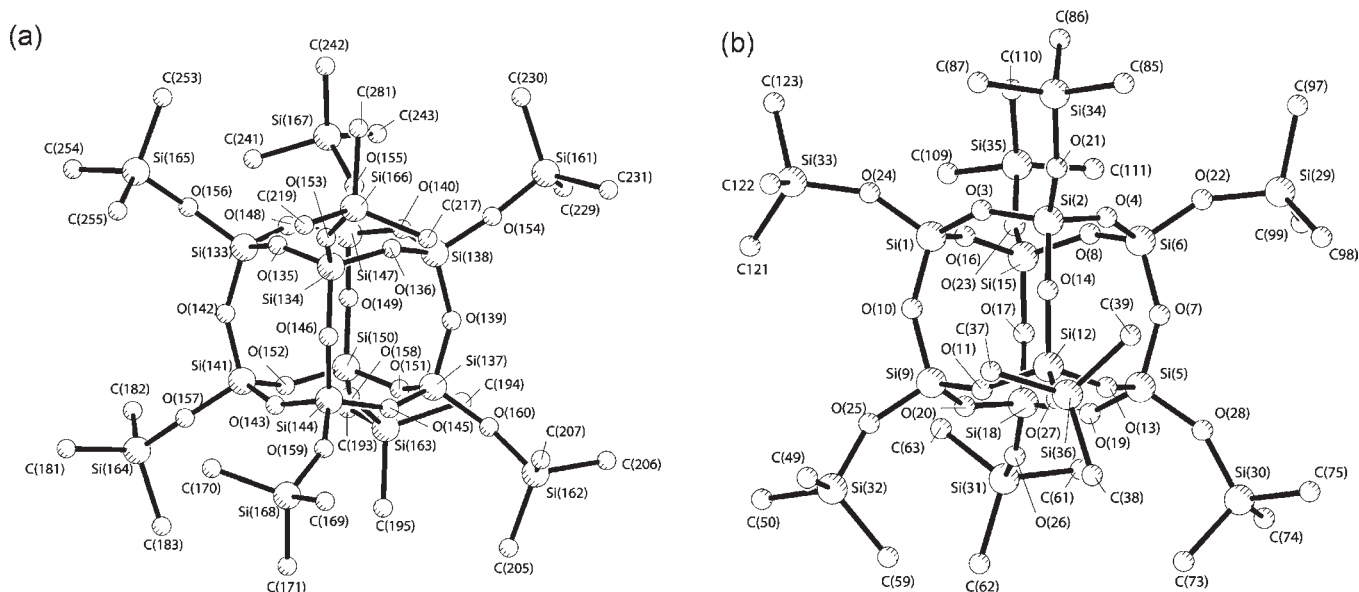 (a)
C(242)
C(253)
C(281)
C(230)
Si(167)
C(243)
C(241)
C(254)
Si(165)
O(155)
Si(161)
O(153)
Si(166)
C(231)
O(156)
O(140)
C(229)
C(255)
C(219)
C(217)
O(148)
O(154)
Si(133)
Si(138)
O(135)
Si(147)
O(136)
Si(134)
O(149)
O(142)
O(139)
O(146)
Si(150)
O(158)
O(152)
O(151)
Si(137)
Si(141)
C(182)
C(194)
O(157)
O(143)
Si(144)
O(145)
O(160)
C(193)
Si(163)
C(207)
O(159)
C(181)
Si(164)
C(206)
C(170)
Si(162)
Si(168)
C(169)
C(195)
C(183)
C(205)
C(171)
(b)
C(86)
C(110)
C(87)
C(85)
C(123)
C(97)
Si(34)
Si(35)
O(21)
Si(33)
O(24)
C(109)
C(111)
O(22)
Si(29)
C(122)
O(3)
Si(2)
O(4)
C(99)
Si(1)
Si(6)
C(121)
O(16)
O(8)
C(98)
O(23)
Si(15)
O(14)
C(39)
O(10)
O(7)
O(17)
C(37)
Si(12)
O(11)
Si(9)
Si(5)
O(20)
O(25)
Si(18)
O(27)
O(13)
O(28)
O(19)
C(63)
Si(36)
C(49)
Si(32)
Si(31)
C(61)
C(38)
Si(30)
C(75)
C(50)
O(26)
C(74)
C(59)
C(62)
C(73)